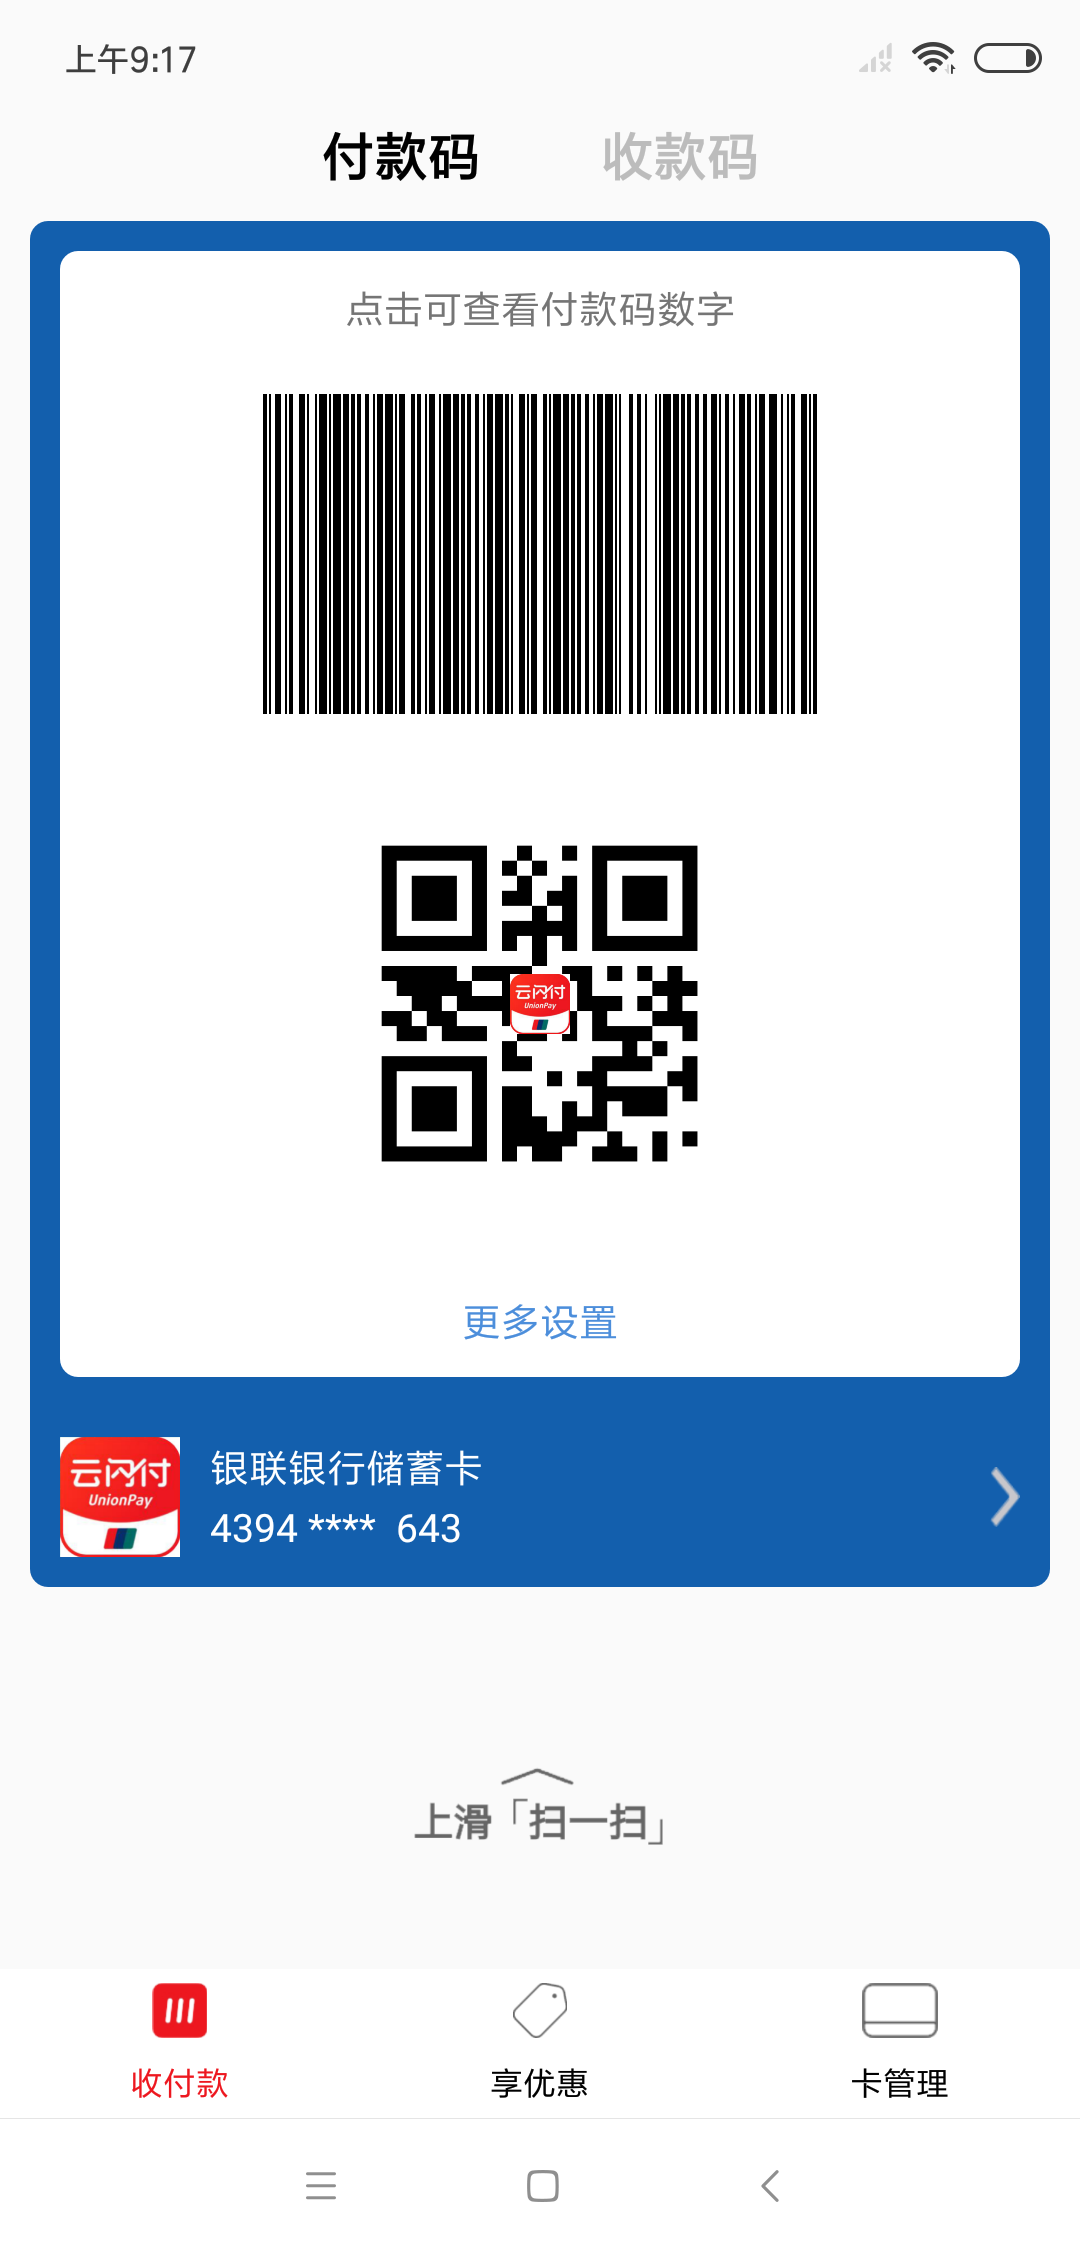 上午9:17
付款码 收款码
点击可查看付款码数字
云闪付
UnionPay
更多设置
云闪付
UnionPay
银联银行储蓄卡
4394 **** 643
上滑「扫一扫」
收付款 享优惠 卡管理